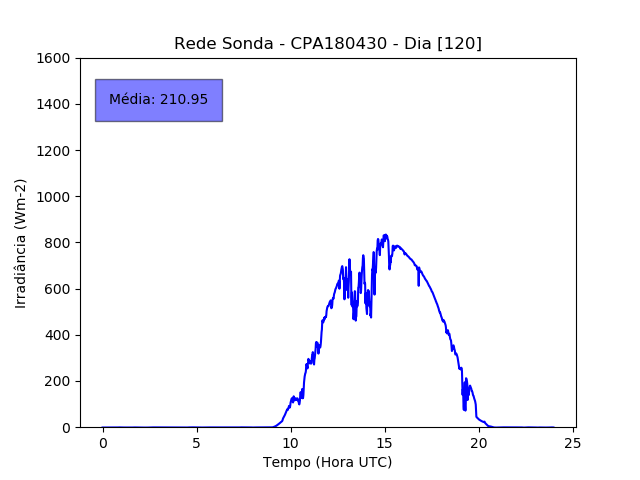 Rede Sonda - CPA180430 - Dia [120]
1600
Média: 210.95
1400
1200
1000
800
600
400
200
0
Irradiância (Wm-2)
0 5 10 15 20 25
Tempo (Hora UTC)